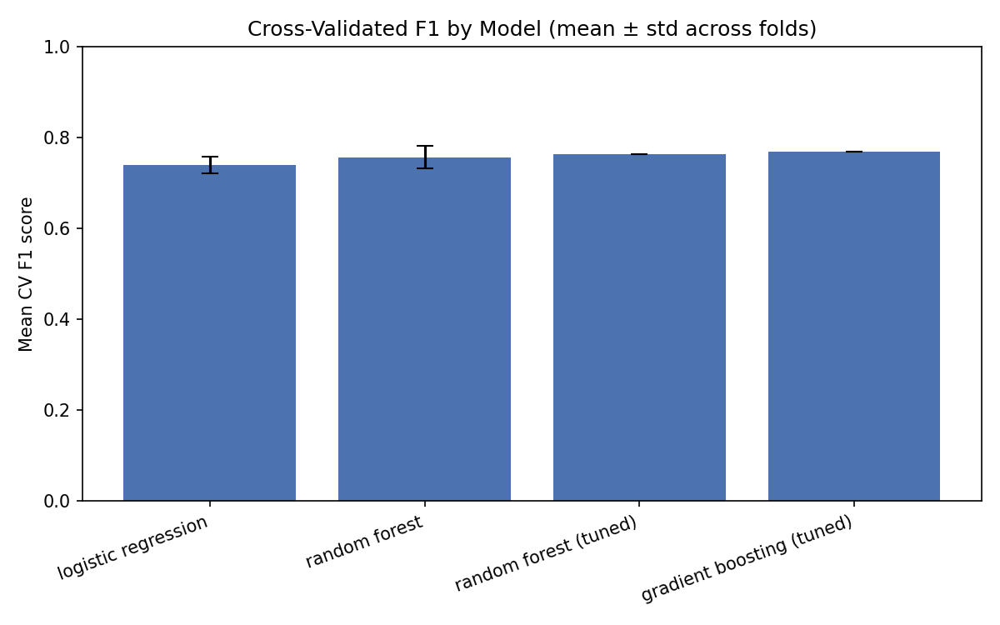 Cross-Validated F1 by Model (mean ± std across folds)
Mean CV F1 score
1.0
0.8
0.6
0.4
0.2
0.0
logistic regression
random forest
random forest (tuned)
gradient boosting (tuned)